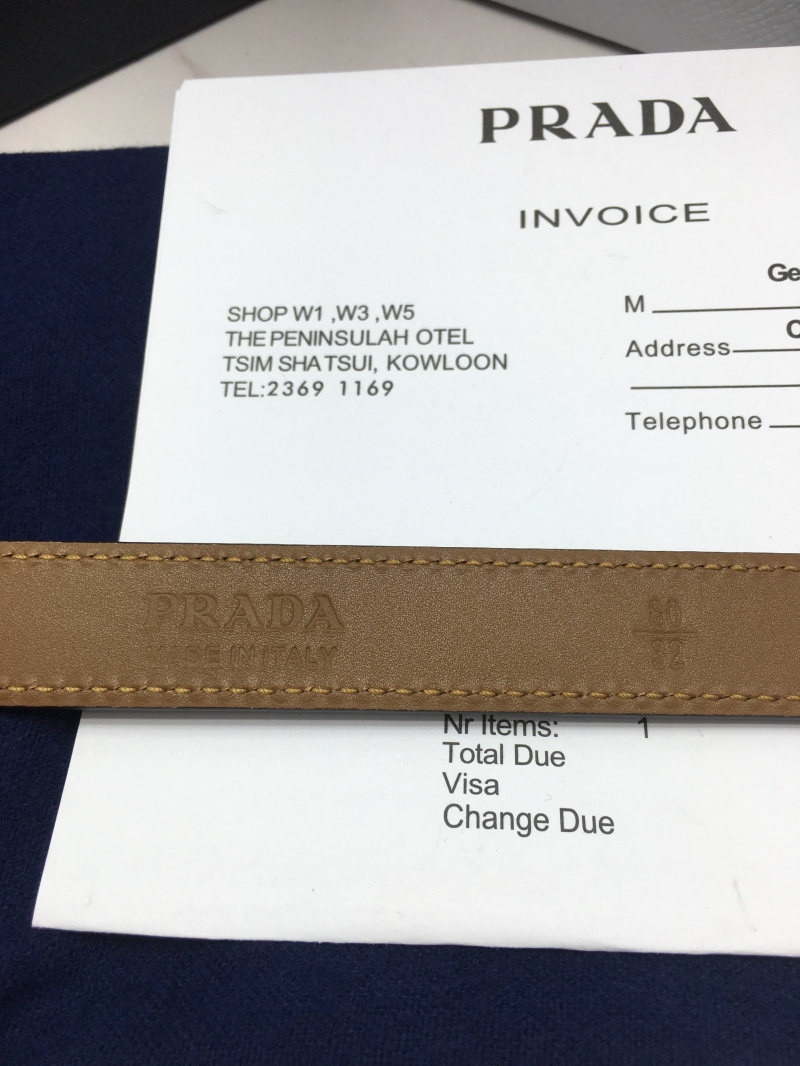 PRADA
INVOICE
SHOP W1 ,W3 ,W5
THE PENINSULAH OTEL
TSIM SHA TSUI, KOWLOON
TEL:2369 1169
Ge
M
Address
Telephone
PRADA
MADE IN ITALY
80
32
Nr Items: 1
Total Due
Visa
Change Due